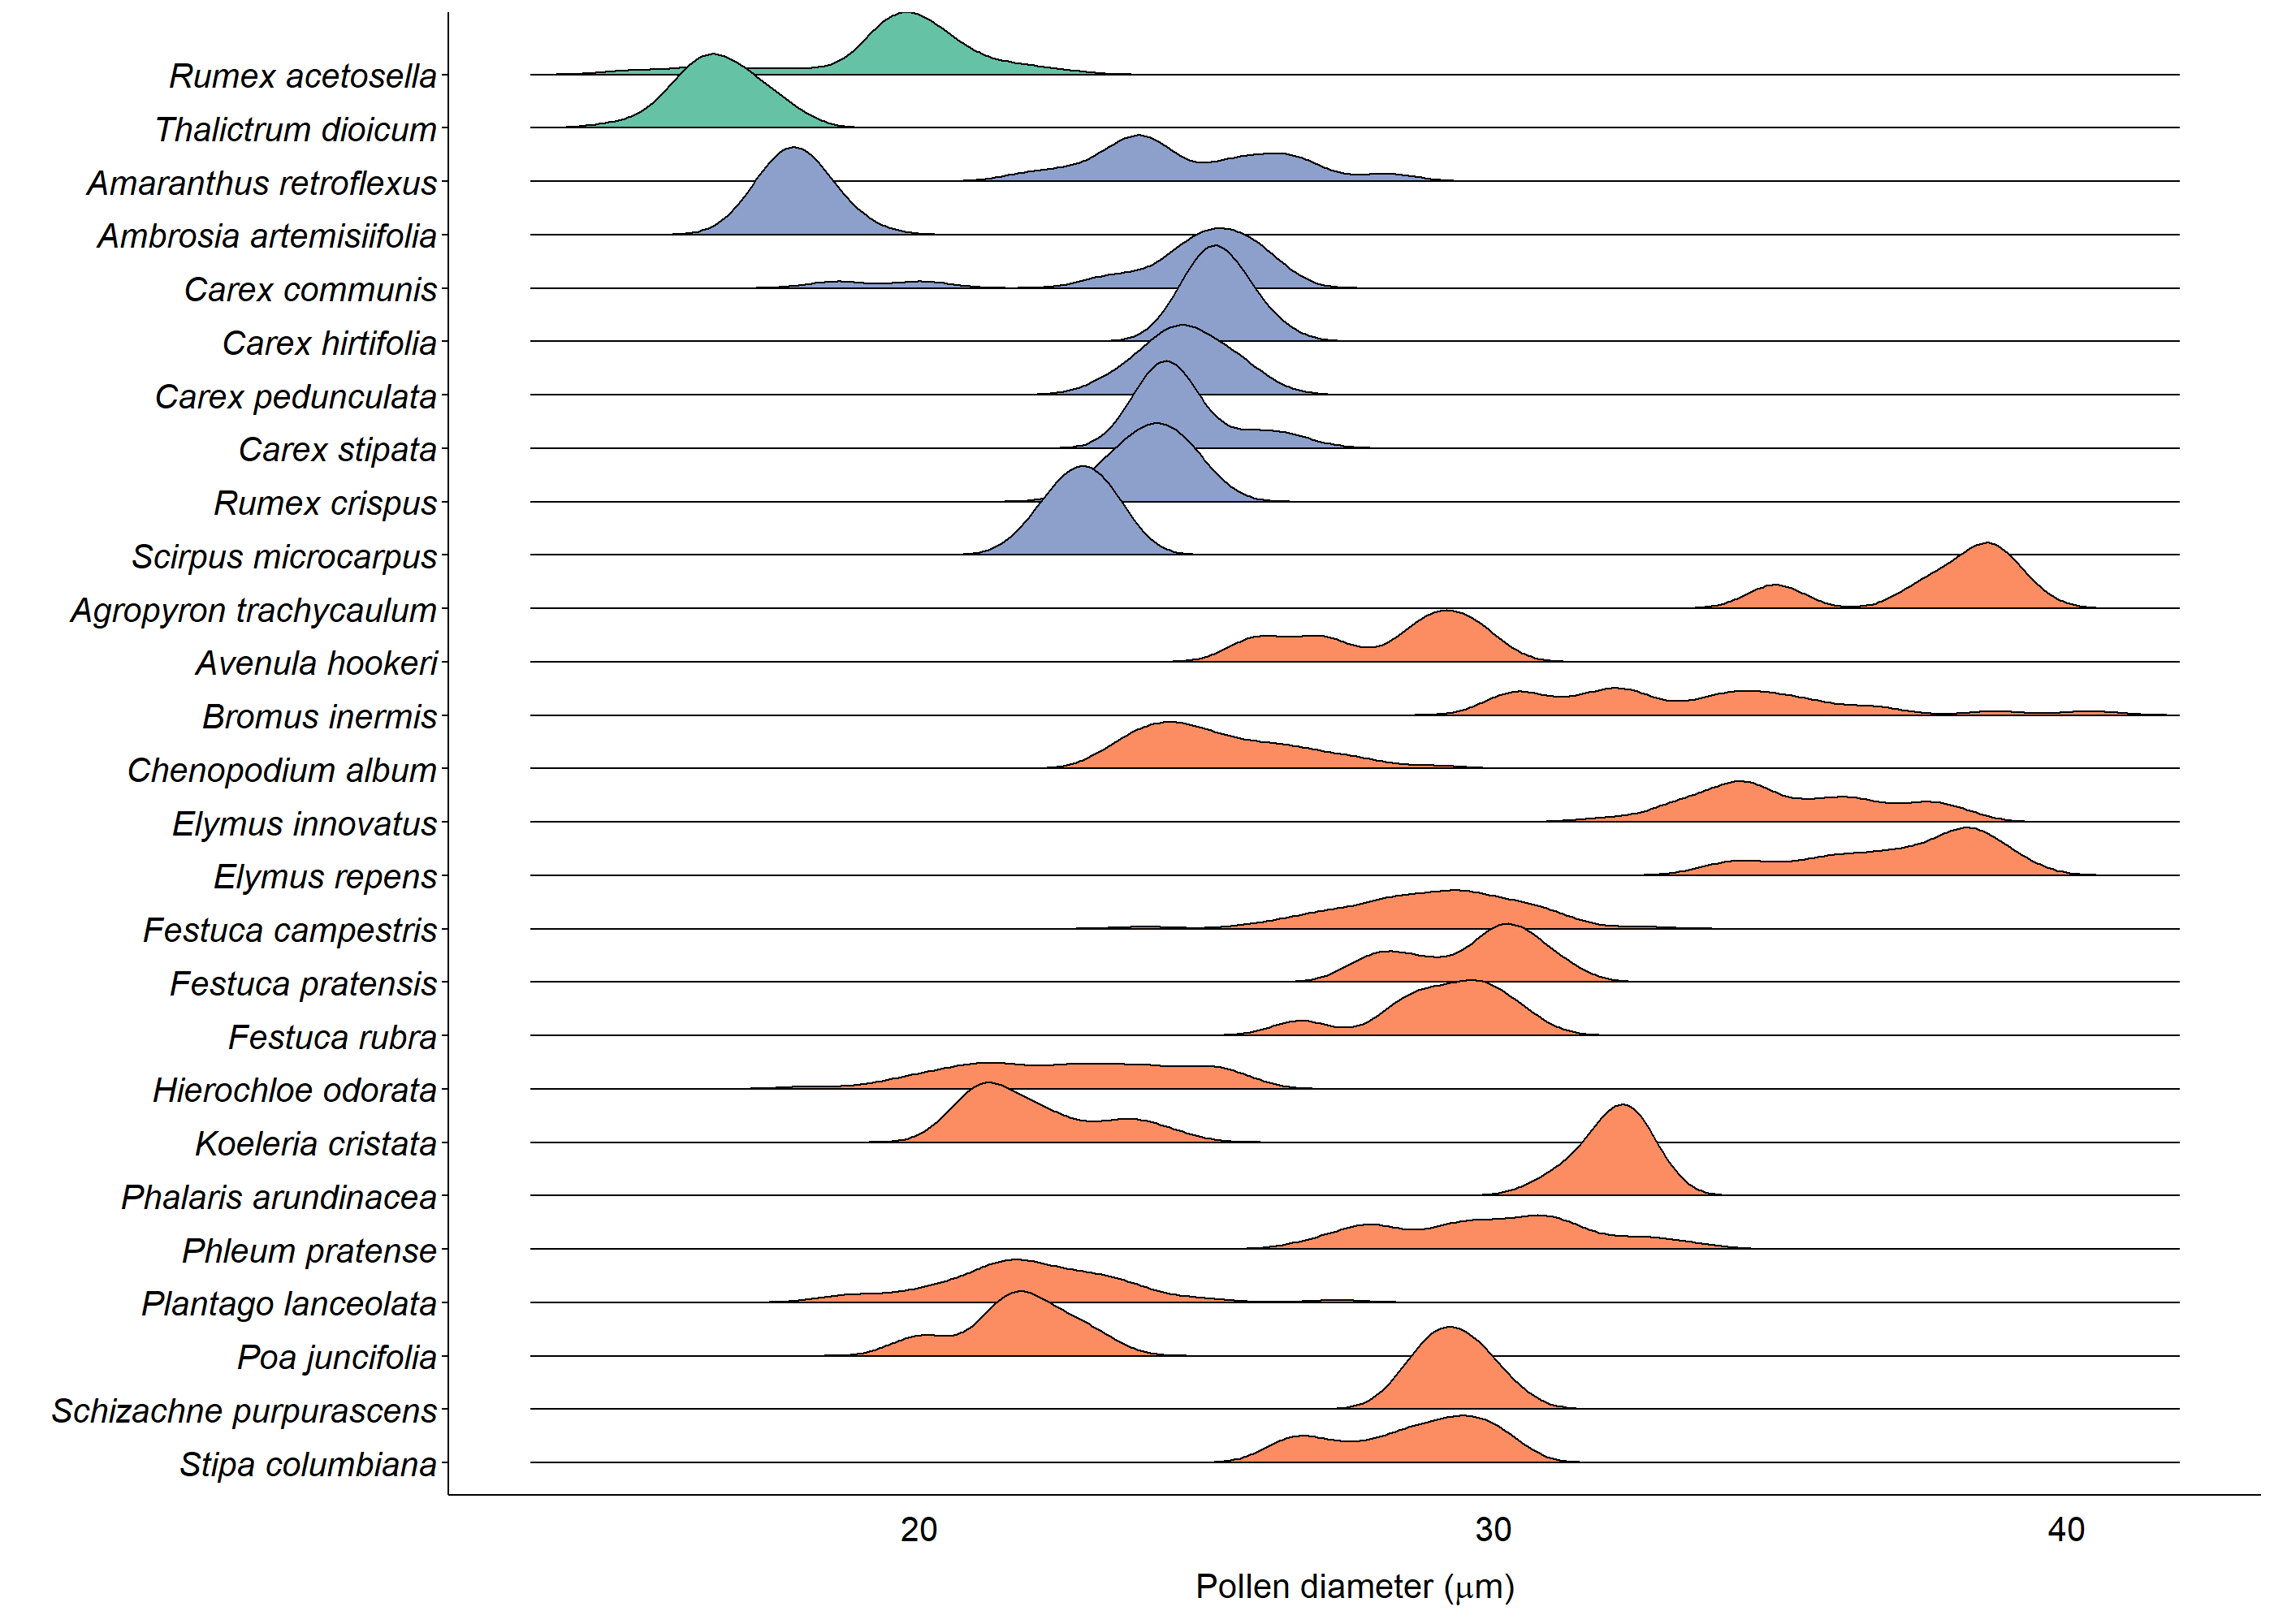 Rumex acetosella
Thalictrum dioicum
Amaranthus retroflexus
Ambrosia artemisiifolia
Carex communis
Carex hirtifolia
Carex pedunculata
Carex stipata
Rumex crispus
Scirpus microcarpus
Agropyron trachycaulum
Avenula hookeri
Bromus inermis
Chenopodium album
Elymus innovatus
Elymus repens
Festuca campestris
Festuca pratensis
Festuca rubra
Hierochloe odorata
Koeleria cristata
Phalaris arundinacea
Phleum pratense
Plantago lanceolata
Poa juncifolia
Schizachne purpurascens
Stipa columbiana
20 30 40
Pollen diameter (μm)